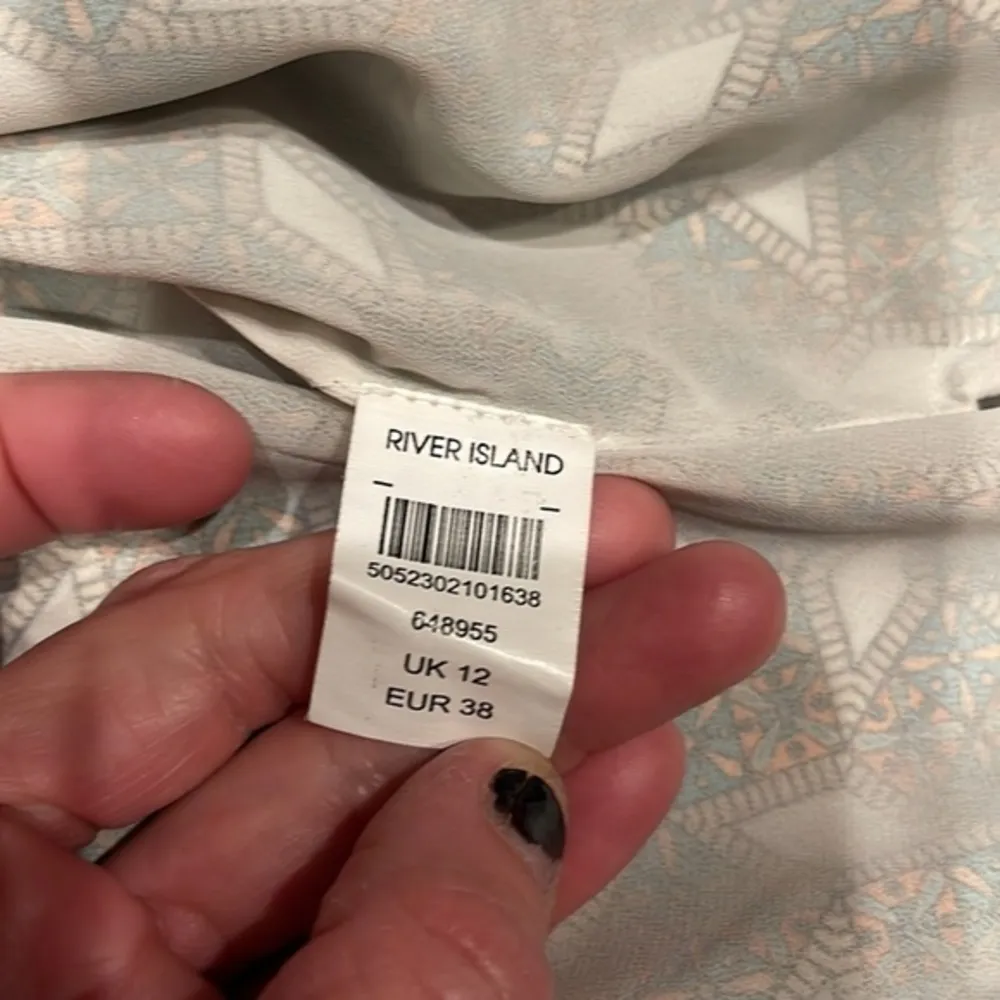 RIVER ISLAND
5052302101638
648955
UK 12
EUR 38